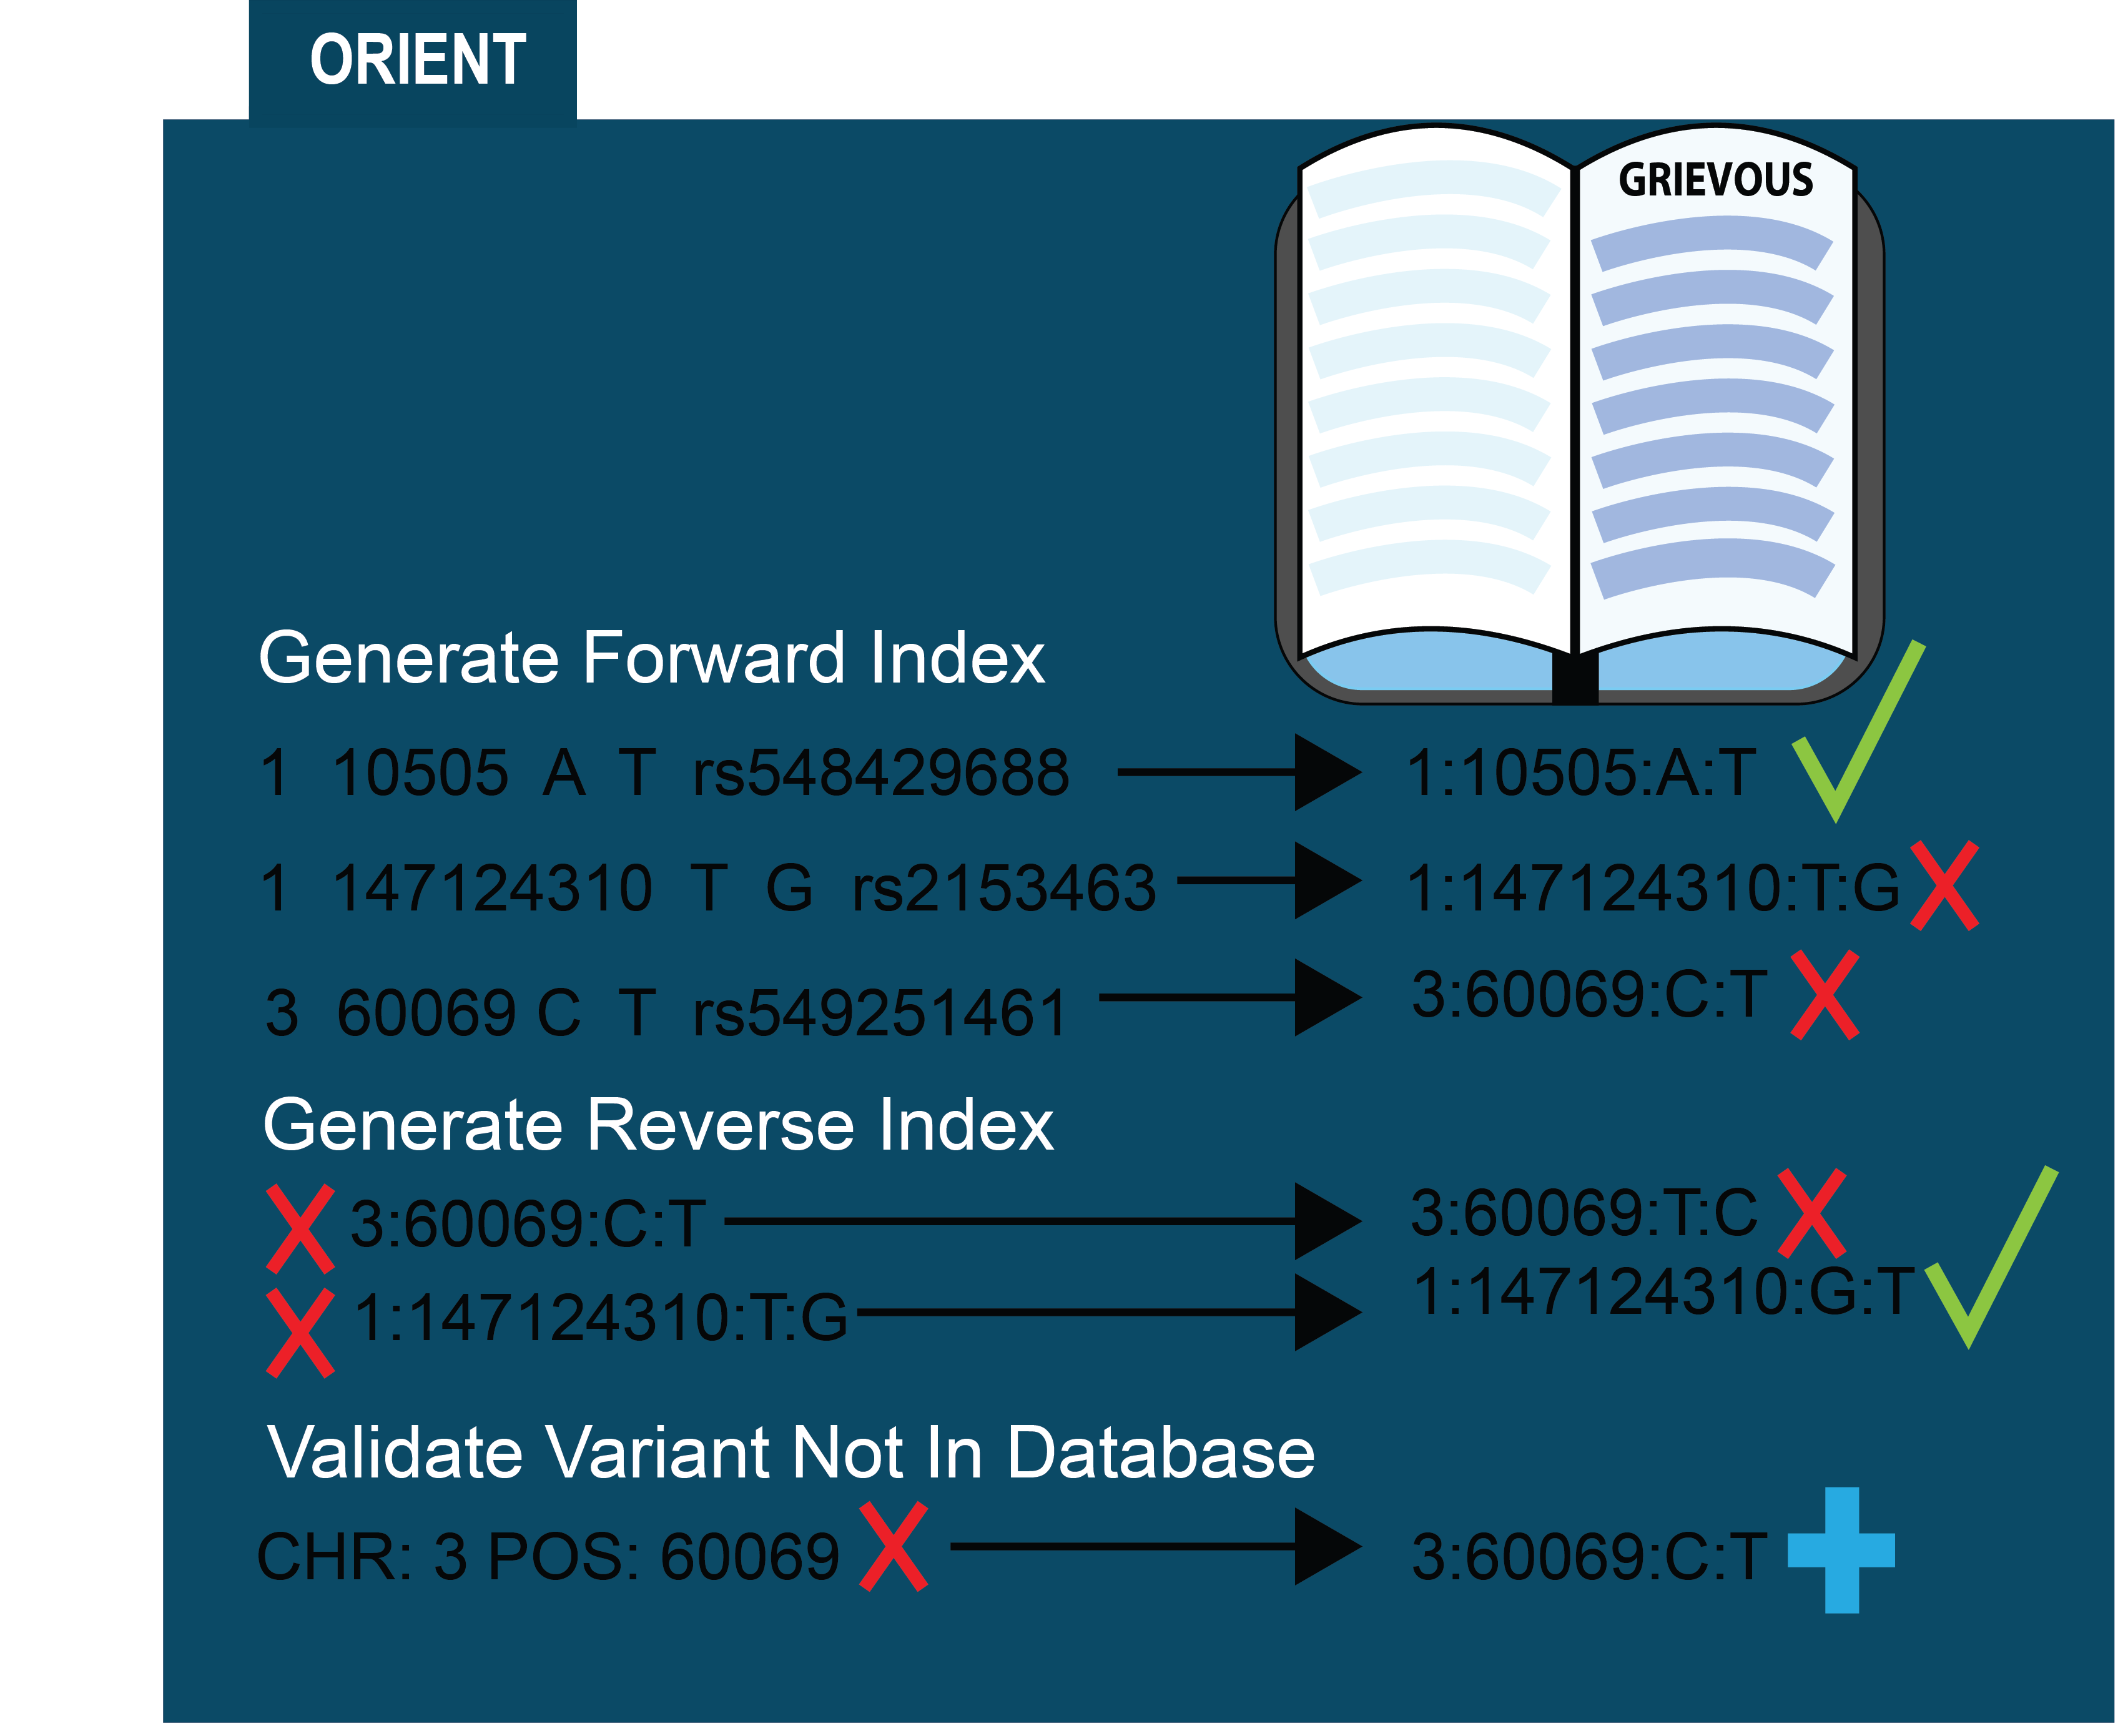 ORIENT
GRIEVOUS
Generate Forward Index
1 10505 A T rs548429688 1:10505:A:T
1 147124310 T G rs2153463 1:147124310:T:G
3 60069 C T rs549251461 3:60069:C:T
Generate Reverse Index
3:60069:C:T 3:60069:T:C
1:147124310:T:G 1:147124310:G:T
Validate Variant Not In Database
CHR: 3 POS: 60069 3:60069:C:T